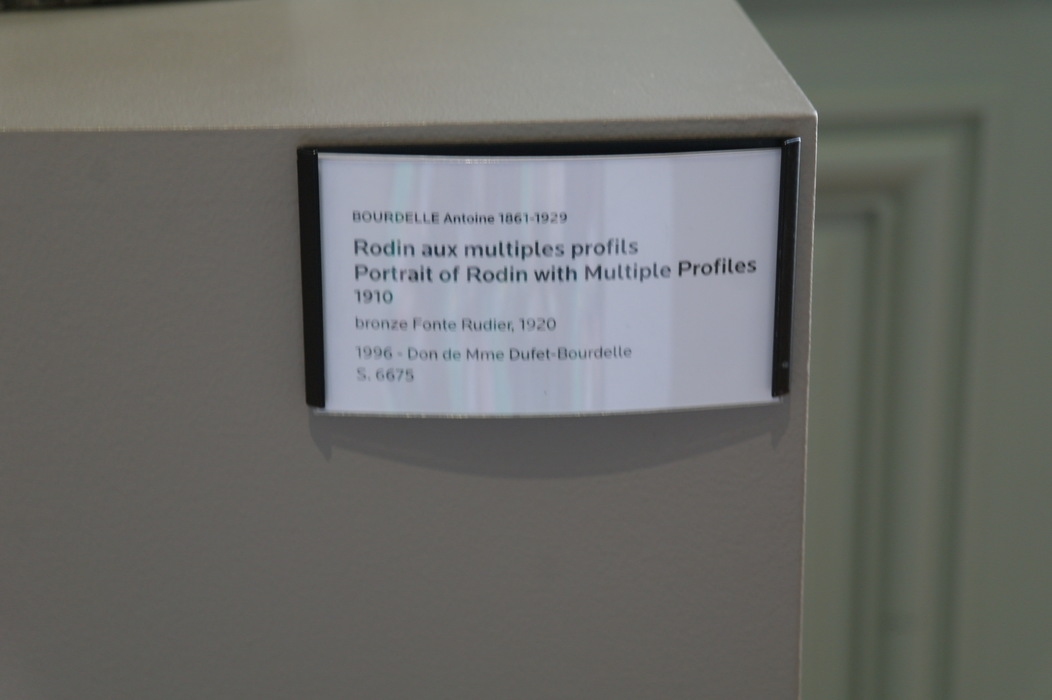 BOURDELLE Antoine 1861-1929
Rodin aux multiples profils
Portrait of Rodin with Multiple Profiles
1910
bronze Fonte Rudier, 1920
1996 - Don de Mme Dufet-Bourdelle
S. 6675